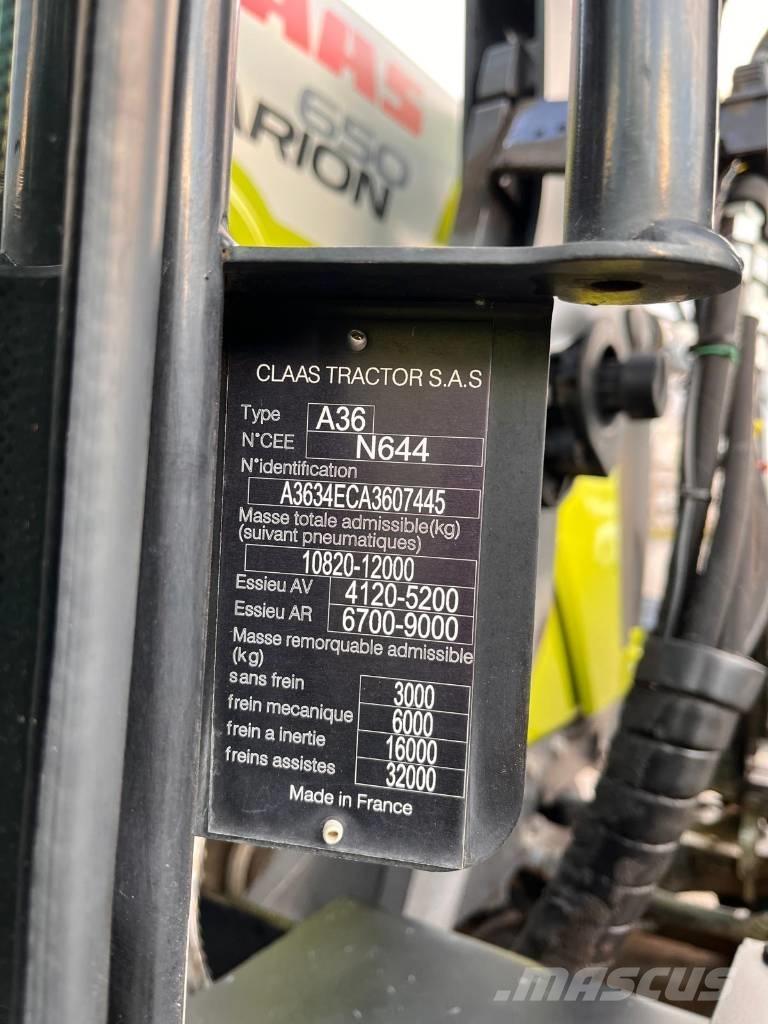 AAS
650
ARION
CLAAS TRACTOR S.A.S
Type A36
N°CEE N644
N°identification
A3634ECA3607445
Masse totale admissible(kg)
(suivant pneumatiques)
10820-12000
Essieu AV 4120-5200
Essieu AR 6700-9000
Masse remorquable admissible
(kg)
sans frein 3000
frein mecanique 6000
frein a inertie 16000
freins assistes 32000
Made in France
MASCUS